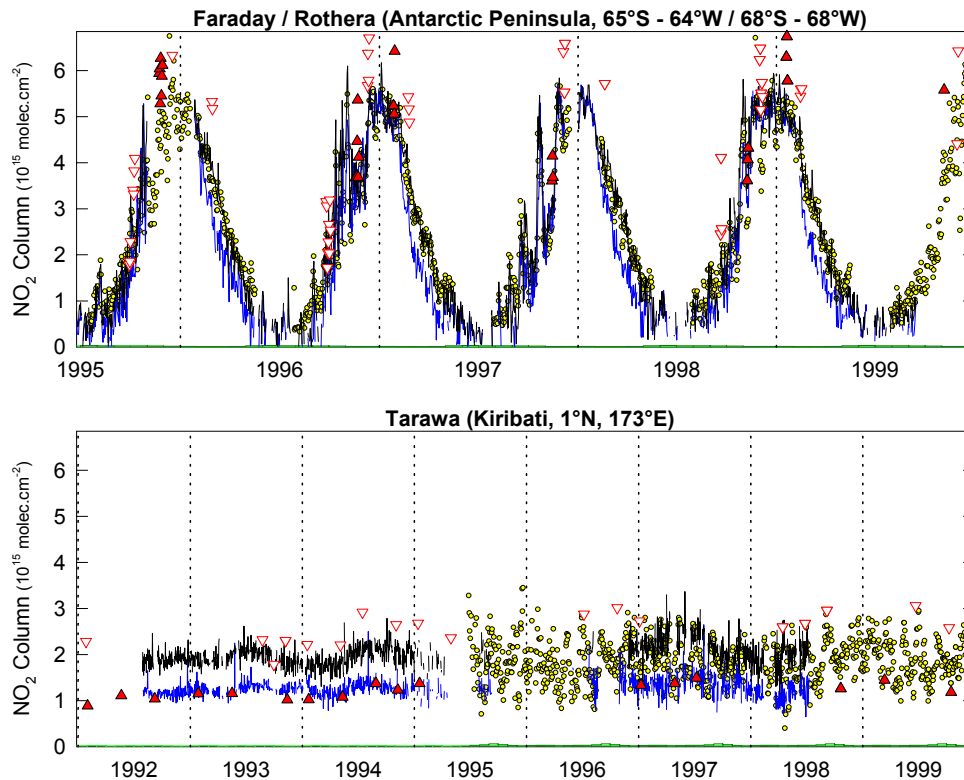 Faraday / Rothera (Antarctic Peninsula, 65°S - 64°W / 68°S - 68°W)
NO2 Column (10^15 molec.cm^-2)
6
5
4
3
2
1
0
1995 1996 1997 1998 1999
Tarawa (Kiribati, 1°N, 173°E)
NO2 Column (10^15 molec.cm^-2)
6
5
4
3
2
1
0
1992 1993 1994 1995 1996 1997 1998 1999